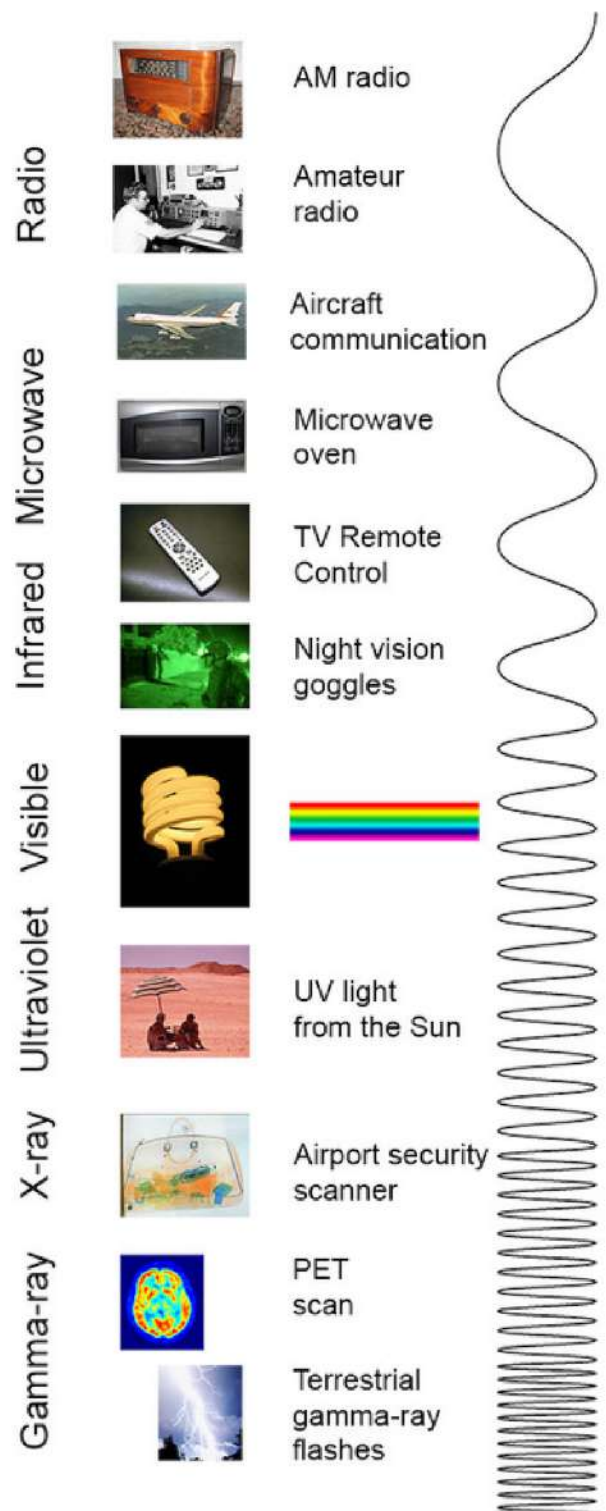 Radio
AM radio
Amateur
radio
Aircraft
communication
Microwave
Microwave
oven
Infrared
TV Remote
Control
Night vision
goggles
Visible
Ultraviolet
UV light
from the Sun
X-ray
Airport security
scanner
Gamma-ray
PET
scan
Terrestrial
gamma-ray
flashes